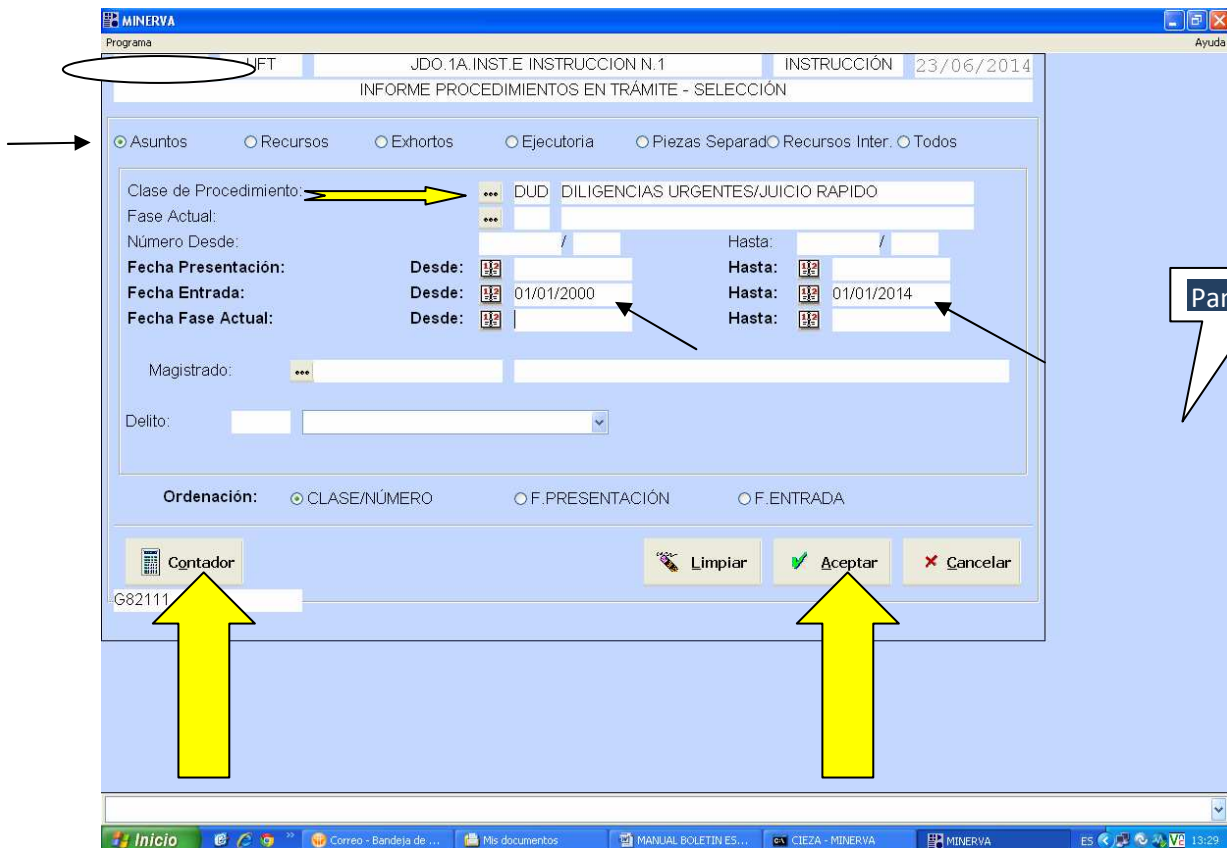 MINERVA
Programa Ayuda
UFT JDO.1A.INST.E INSTRUCCION N.1 INSTRUCCIÓN 23/06/2014
INFORME PROCEDIMIENTOS EN TRÁMITE - SELECCIÓN
Asuntos Recursos Exhortos Ejecutoria Piezas Separad Recursos Inter. Todos
Clase de Procedimiento: ... DUD DILIGENCIAS URGENTES/JUICIO RAPIDO
Fase Actual: ...
Número Desde: / Hasta: /
Fecha Presentación: Desde: Hasta:
Fecha Entrada: Desde: 01/01/2000 Hasta: 01/01/2014
Par
Fecha Fase Actual: Desde: Hasta:
Magistrado: ...
Delito:
Ordenación: CLASE/NÚMERO F.PRESENTACIÓN F.ENTRADA
Contador Limpiar Aceptar Cancelar
G82111
Inicio Correo - Bandeja de ... Mis documentos MANUAL BOLETIN ES... CIEZA - MINERVA MINERVA ES 13:29